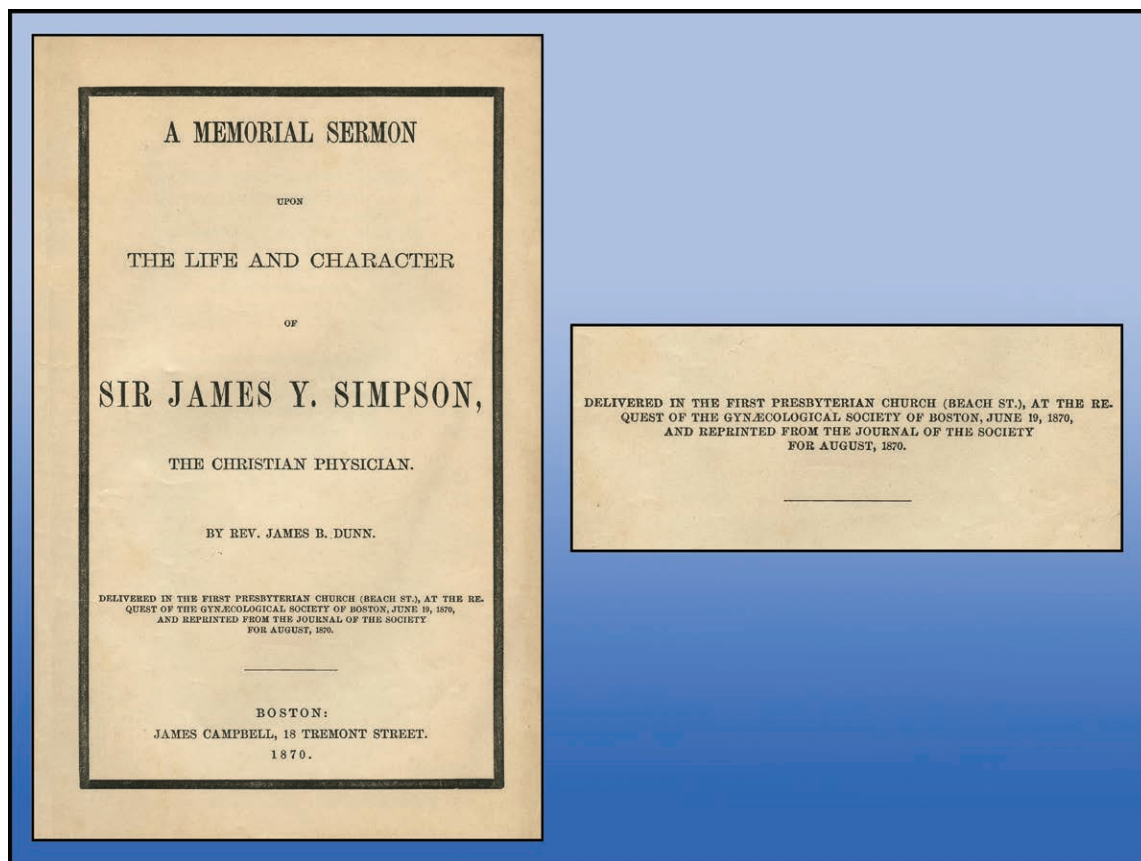 A MEMORIAL SERMON
UPON
THE LIFE AND CHARACTER
OF
SIR JAMES Y. SIMPSON,
THE CHRISTIAN PHYSICIAN.
BY REV. JAMES B. DUNN.
DELIVERED IN THE FIRST PRESBYTERIAN CHURCH (BEACH ST.), AT THE RE-
QUEST OF THE GYNÆCOLOGICAL SOCIETY OF BOSTON, JUNE 19, 1870,
AND REPRINTED FROM THE JOURNAL OF THE SOCIETY
FOR AUGUST, 1870.
BOSTON:
JAMES CAMPBELL, 18 TREMONT STREET.
1870.
DELIVERED IN THE FIRST PRESBYTERIAN CHURCH (BEACH ST.), AT THE RE-
QUEST OF THE GYNÆCOLOGICAL SOCIETY OF BOSTON, JUNE 19, 1870,
AND REPRINTED FROM THE JOURNAL OF THE SOCIETY
FOR AUGUST, 1870.